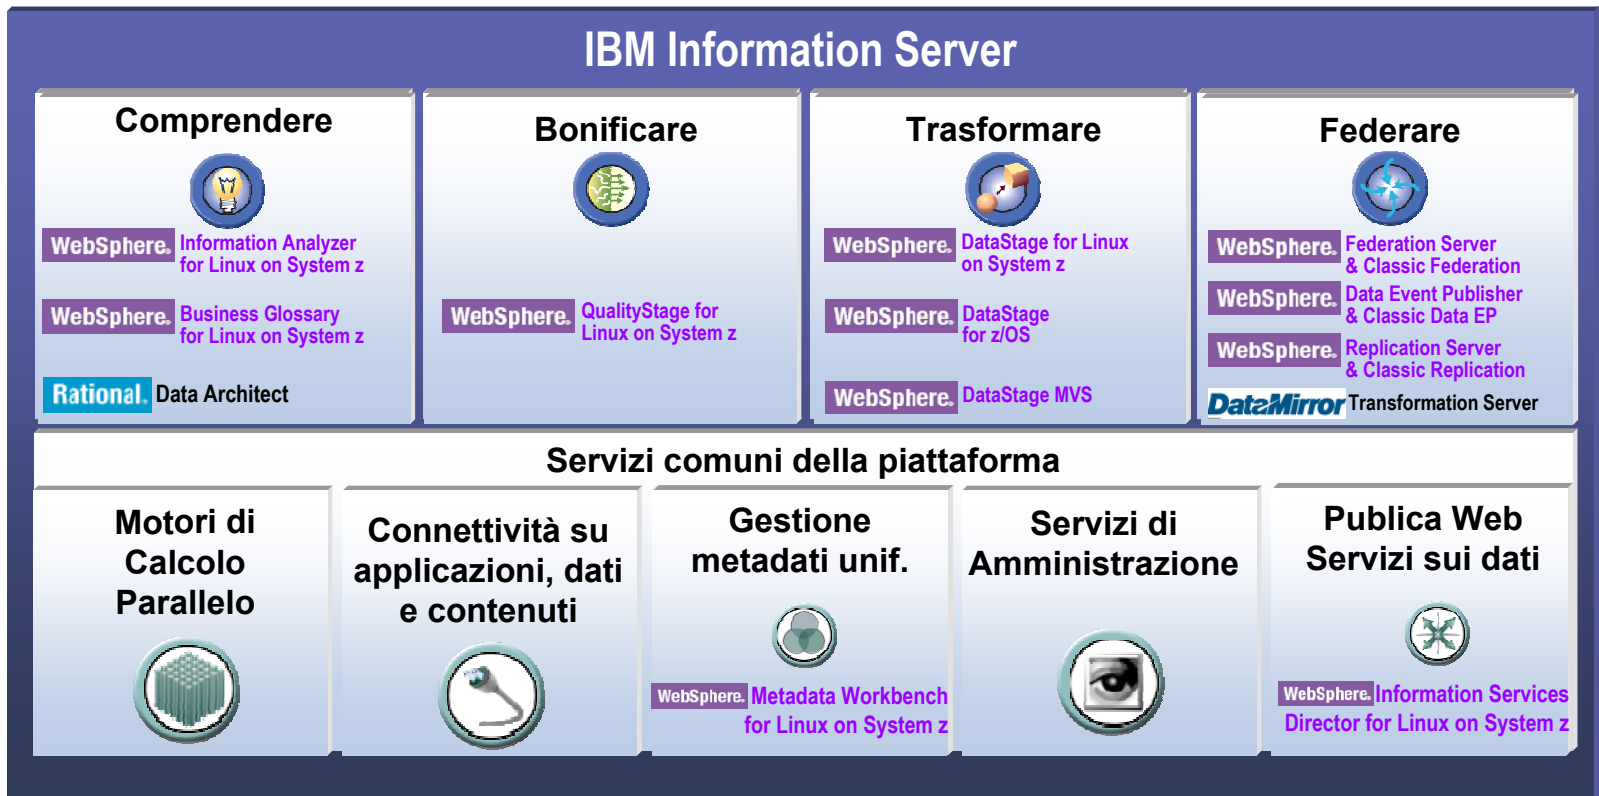 IBM Information Server
Comprendere
WebSphere. Information Analyzer
for Linux on System z
WebSphere. Business Glossary
for Linux on System z
Rational. Data Architect
Bonificare
WebSphere. QualityStage for
Linux on System z
Trasformare
WebSphere. DataStage for Linux
on System z
WebSphere. DataStage
for z/OS
WebSphere. DataStage MVS
Federare
WebSphere. Federation Server
& Classic Federation
WebSphere. Data Event Publisher
& Classic Data EP
WebSphere. Replication Server
& Classic Replication
DataMirror Transformation Server
Servizi comuni della piattaforma
Motori di
Calcolo
Parallelo
Connettività su
applicazioni, dati
e contenuti
Gestione
metadati unif.
WebSphere. Metadata Workbench
for Linux on System z
Servizi di
Amministrazione
Publica Web
Servizi sui dati
WebSphere. Information Services
Director for Linux on System z